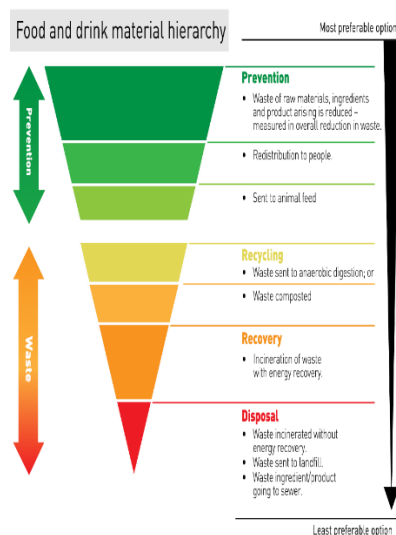 Food and drink material hierarchy
Most preferable option
Prevention
Prevention
• Waste of raw materials, ingredients
and product arising is reduced –
measured in overall reduction in waste.
• Redistribution to people.
• Sent to animal feed
Waste
Recycling
• Waste sent to anaerobic digestion; or
• Waste composted
Recovery
• Incineration of waste
with energy recovery.
Disposal
• Waste incinerated without
energy recovery.
• Waste sent to landfill.
• Waste ingredient/product
going to sewer.
Least preferable option